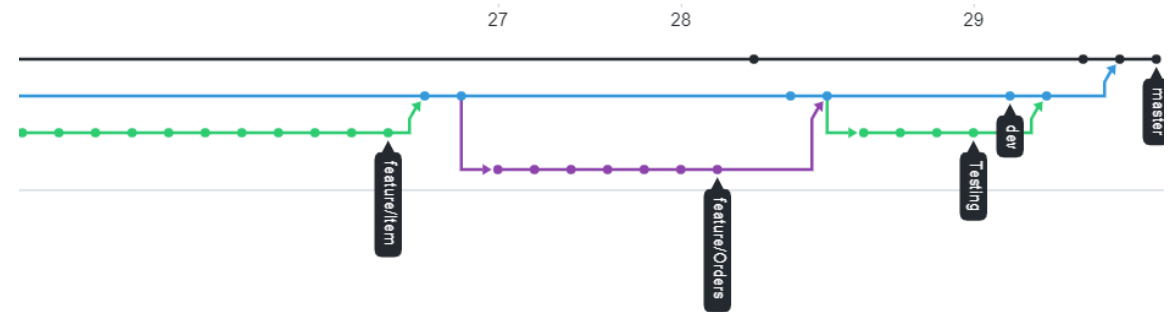 27
28
29
master
dev
feature/Item
Testing
feature/Orders